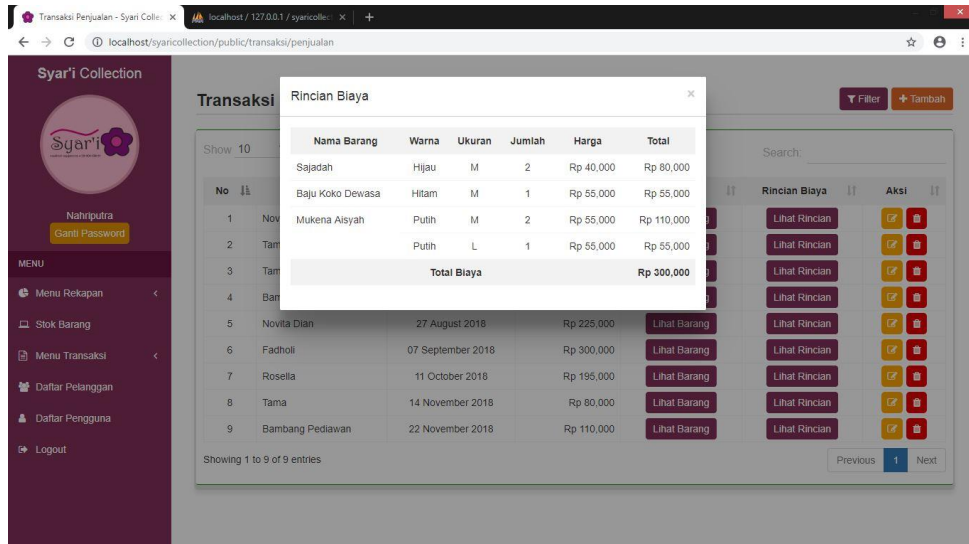 Transaksi Penjualan - Syari Colle
localhost / 127.0.0.1 / syaricollect
localhost/syaricollection/public/transaksi/penjualan
Syar'i Collection
Syar'i
Nahriputra
Ganti Password
MENU
Menu Rekapan
Stok Barang
Menu Transaksi
Daftar Pelanggan
Daftar Pengguna
Logout
Transaksi
Filter
Tambah
Show 10
Search:
Rincian Biaya
Nama Barang Warna Ukuran Jumlah Harga Total
Sajadah Hijau M 2 Rp 40,000 Rp 80,000
Baju Koko Dewasa Hitam M 1 Rp 55,000 Rp 55,000
Mukena Aisyah Putih M 2 Rp 55,000 Rp 110,000
Putih L 1 Rp 55,000 Rp 55,000
Total Biaya Rp 300,000
No Rincian Biaya Aksi
1 Nov Lihat Rincian
2 Tam Lihat Rincian
3 Tam Lihat Rincian
4 Bam Lihat Rincian
5 Novita Dian 27 August 2018 Rp 225,000 Lihat Barang Lihat Rincian
6 Fadholi 07 September 2018 Rp 300,000 Lihat Barang Lihat Rincian
7 Rosella 11 October 2018 Rp 195,000 Lihat Barang Lihat Rincian
8 Tama 14 November 2018 Rp 80,000 Lihat Barang Lihat Rincian
9 Bambang Pediawan 22 November 2018 Rp 110,000 Lihat Barang Lihat Rincian
Showing 1 to 9 of 9 entries
Previous 1 Next